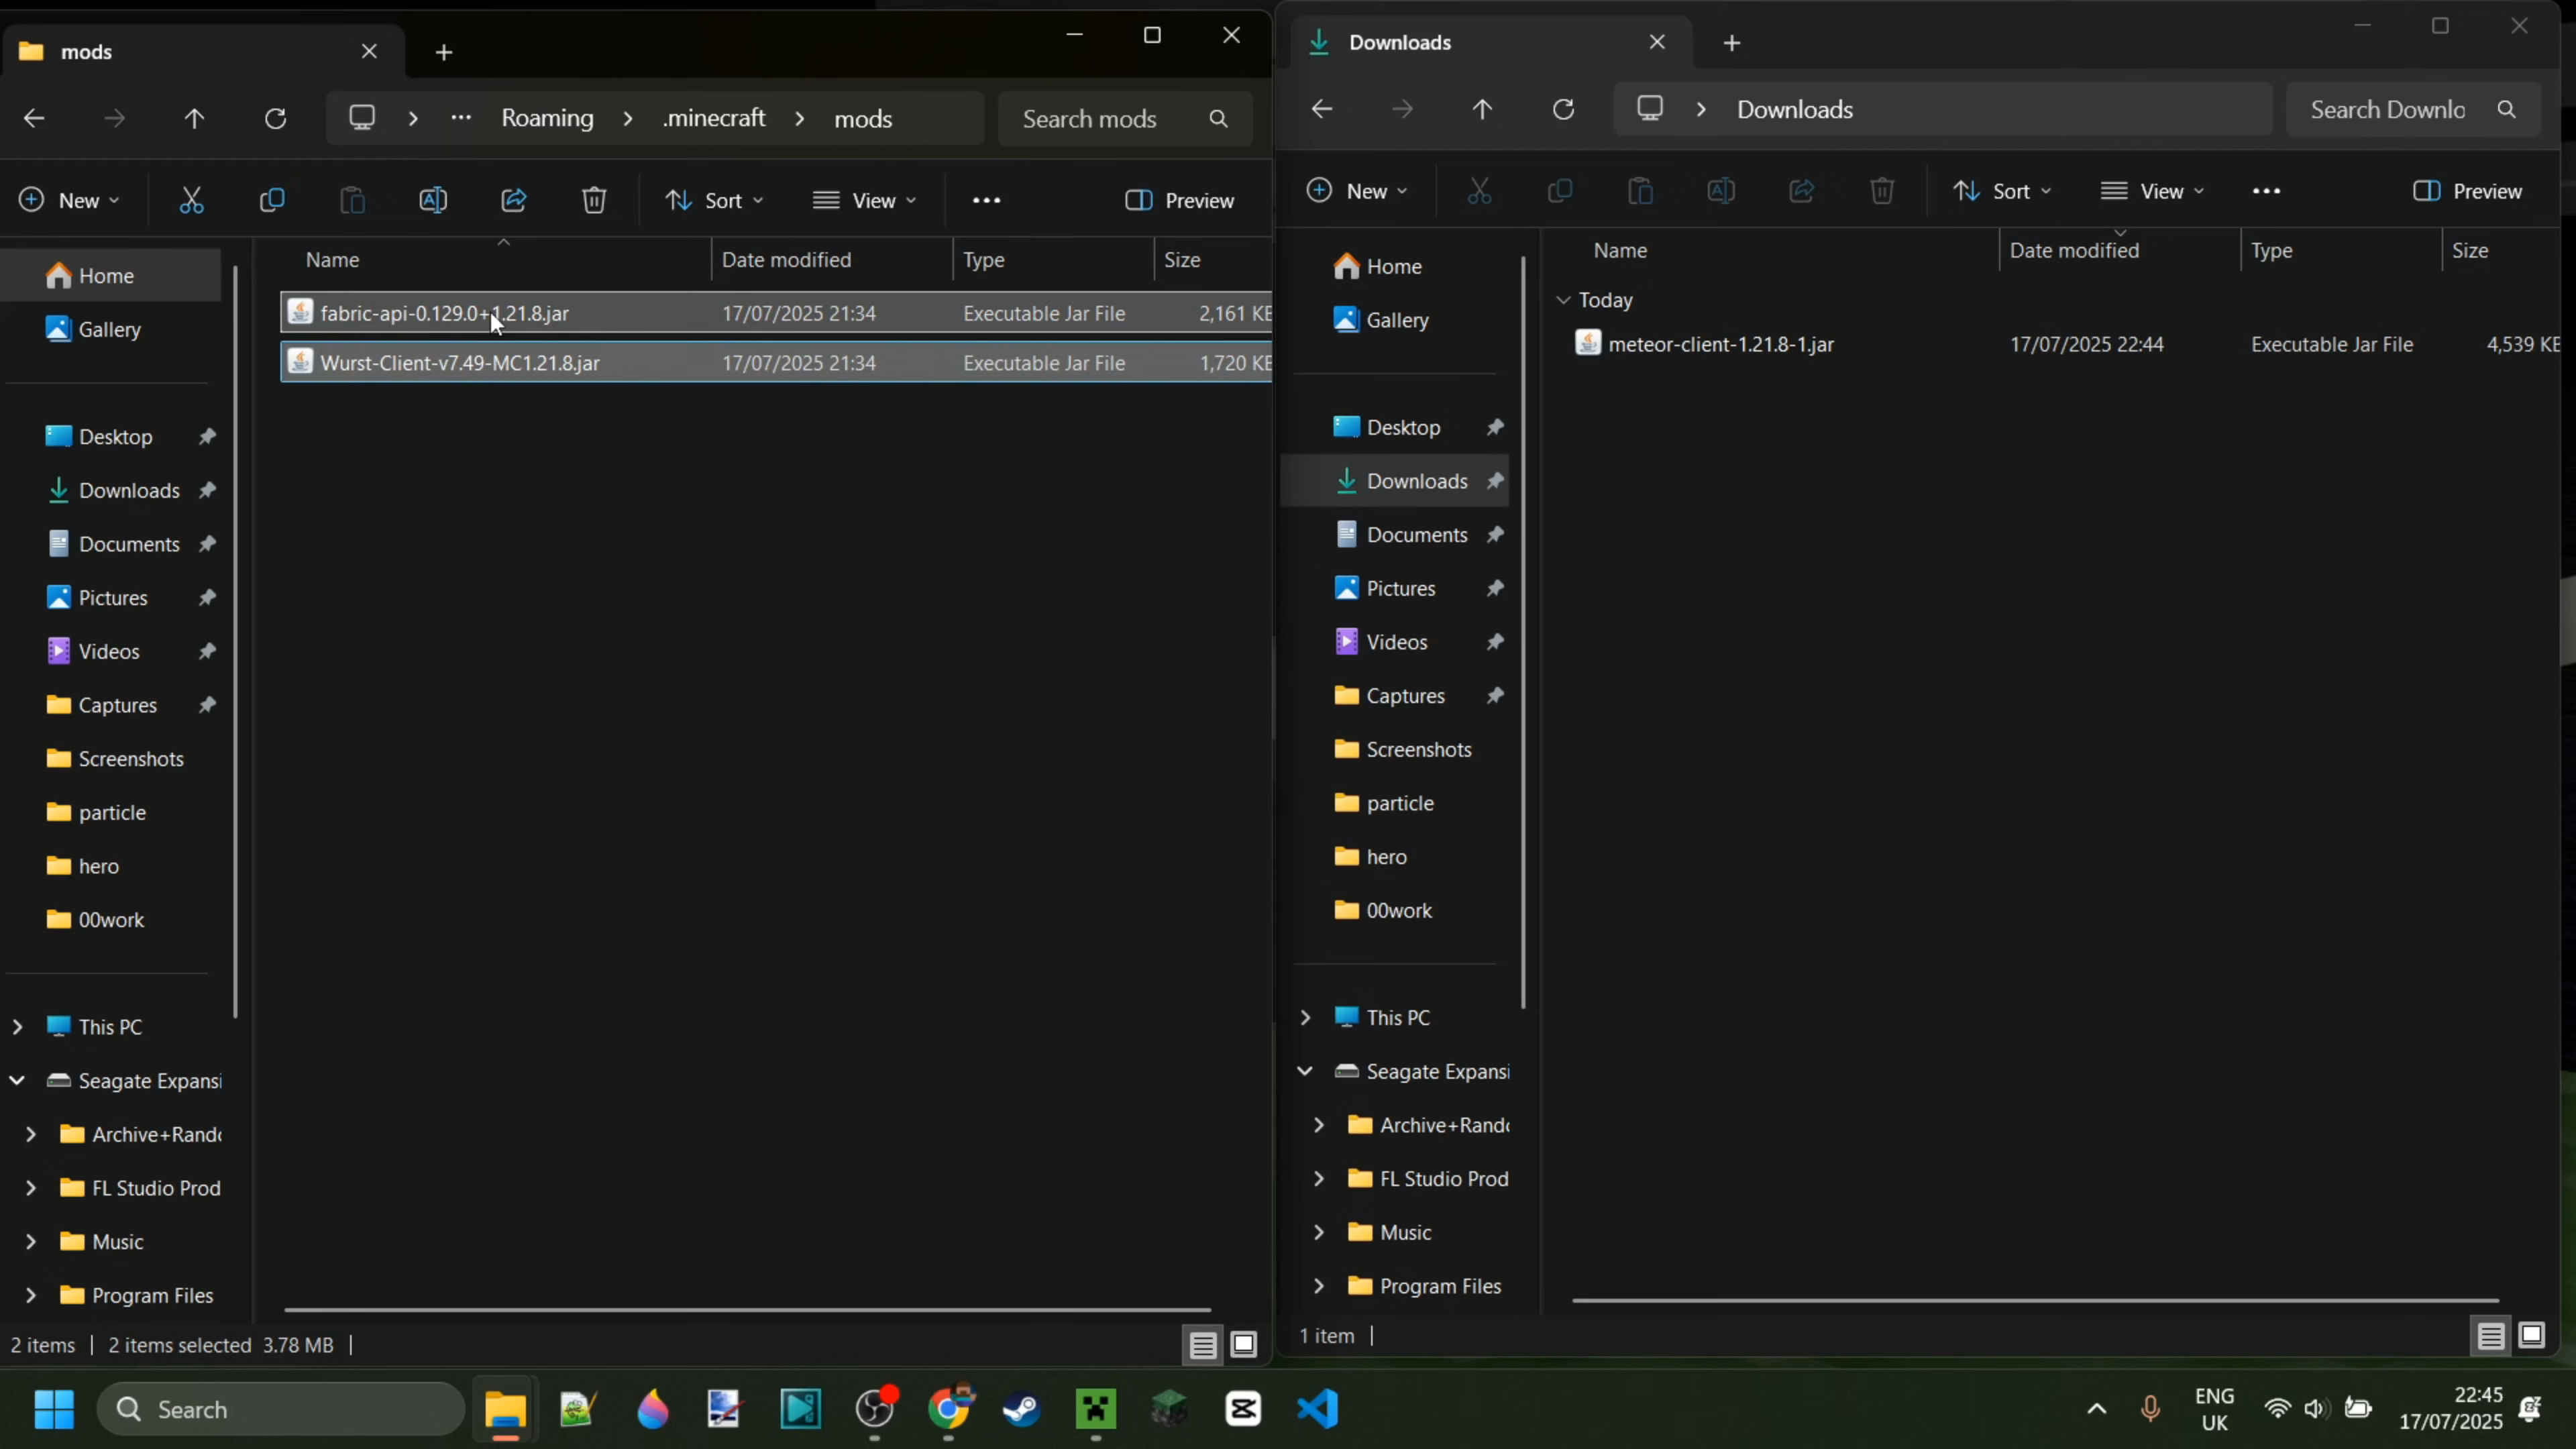 mods
Roaming
.minecraft
mods
Search mods
New
Sort
View
Preview
Name
Date modified
Type
Size
fabric-api-0.129.0+1.21.8.jar 17/07/2025 21:34 Executable Jar File 2,161 KB
Wurst-Client-v7.49-MC1.21.8.jar 17/07/2025 21:34 Executable Jar File 1,720 KB
Home
Gallery
Desktop
Downloads
Documents
Pictures
Videos
Captures
Screenshots
particle
hero
00work
This PC
Seagate Expansi
Archive+Rando
FL Studio Prod
Music
Program Files
2 items
2 items selected 3.78 MB
Downloads
Downloads
Search Downlo
New
Sort
View
Preview
Name
Date modified
Type
Size
Today
meteor-client-1.21.8-1.jar 17/07/2025 22:44 Executable Jar File 4,539 KB
Home
Gallery
Desktop
Downloads
Documents
Pictures
Videos
Captures
Screenshots
particle
hero
00work
This PC
Seagate Expansi
Archive+Rando
FL Studio Prod
Music
Program Files
1 item
Search
ENG
UK
22:45
17/07/2025